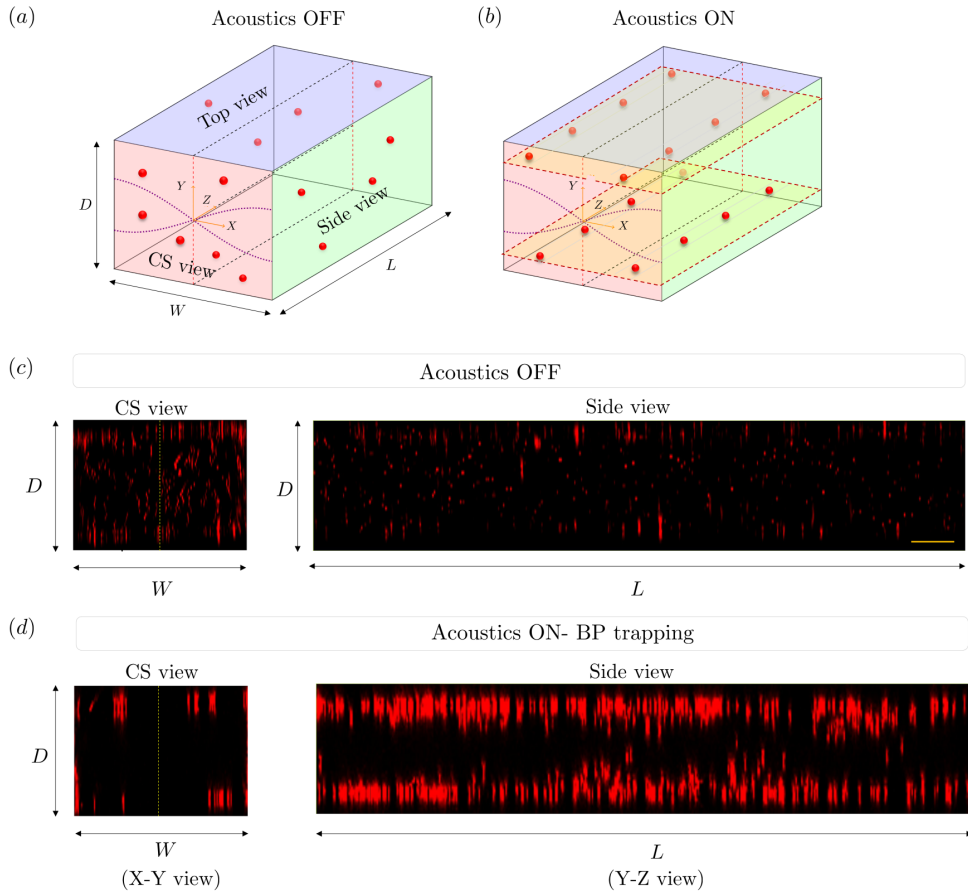 (a)
Acoustics OFF
(b)
Acoustics ON
Top view
D
Y
Z
X
CS view
Side view
W
L
Y
Z
X
(c)
Acoustics OFF
CS view
Side view
D
D
W
L
(d)
Acoustics ON- BP trapping
CS view
Side view
D
W
L
(X-Y view)
(Y-Z view)